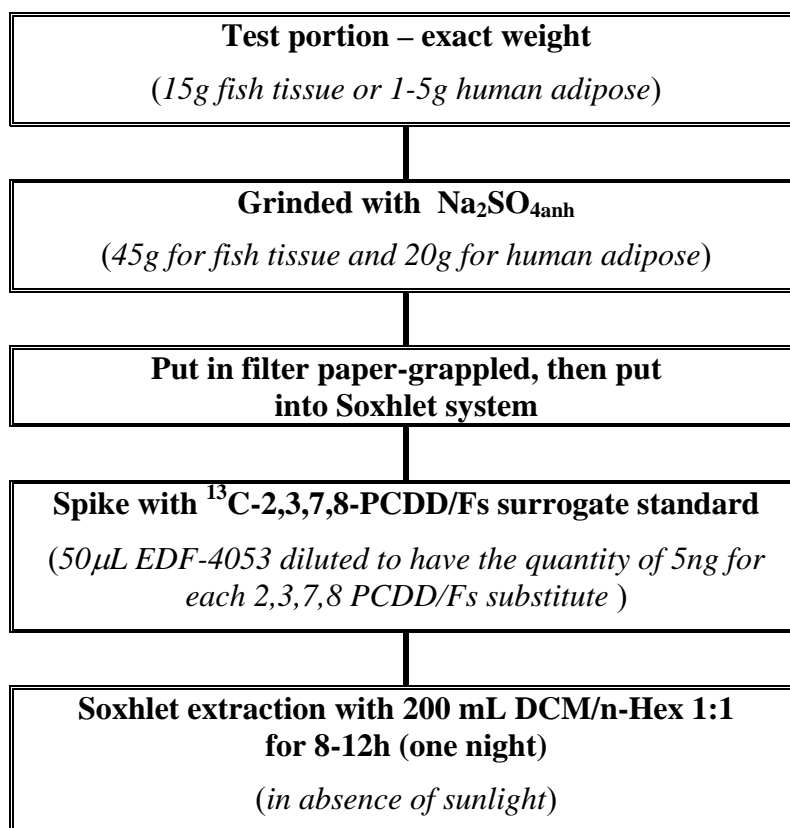 Test portion – exact weight
(15g fish tissue or 1-5g human adipose)
Grinded with Na₂SO₄ₐₙₕ
(45g for fish tissue and 20g for human adipose)
Put in filter paper-grappled, then put
into Soxhlet system
Spike with ¹³C-2,3,7,8-PCDD/Fs surrogate standard
(50μL EDF-4053 diluted to have the quantity of 5ng for
each 2,3,7,8 PCDD/Fs substitute )
Soxhlet extraction with 200 mL DCM/n-Hex 1:1
for 8-12h (one night)
(in absence of sunlight)